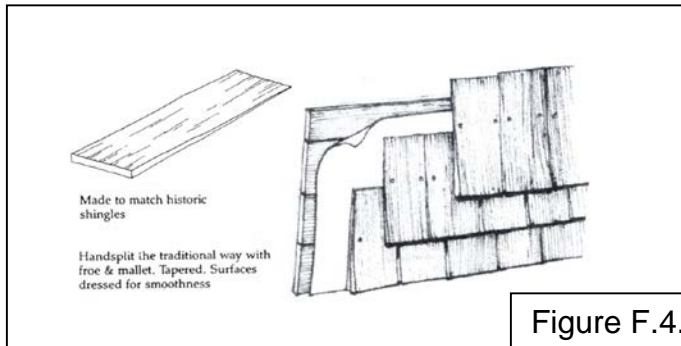 Made to match historic
shingles
Handsplit the traditional way with
froe & mallet. Tapered. Surfaces
dressed for smoothness
Figure F.4.